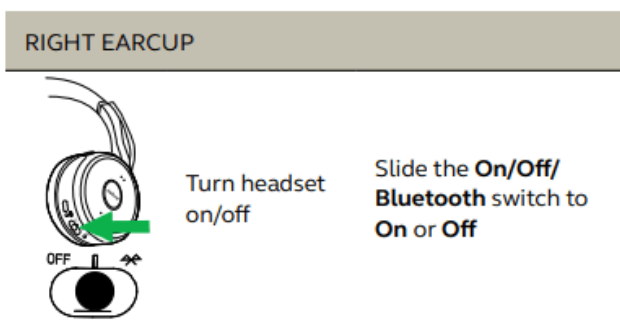 RIGHT EARCUP
Turn headset
on/off
Slide the On/Off/
Bluetooth switch to
On or Off
OFF